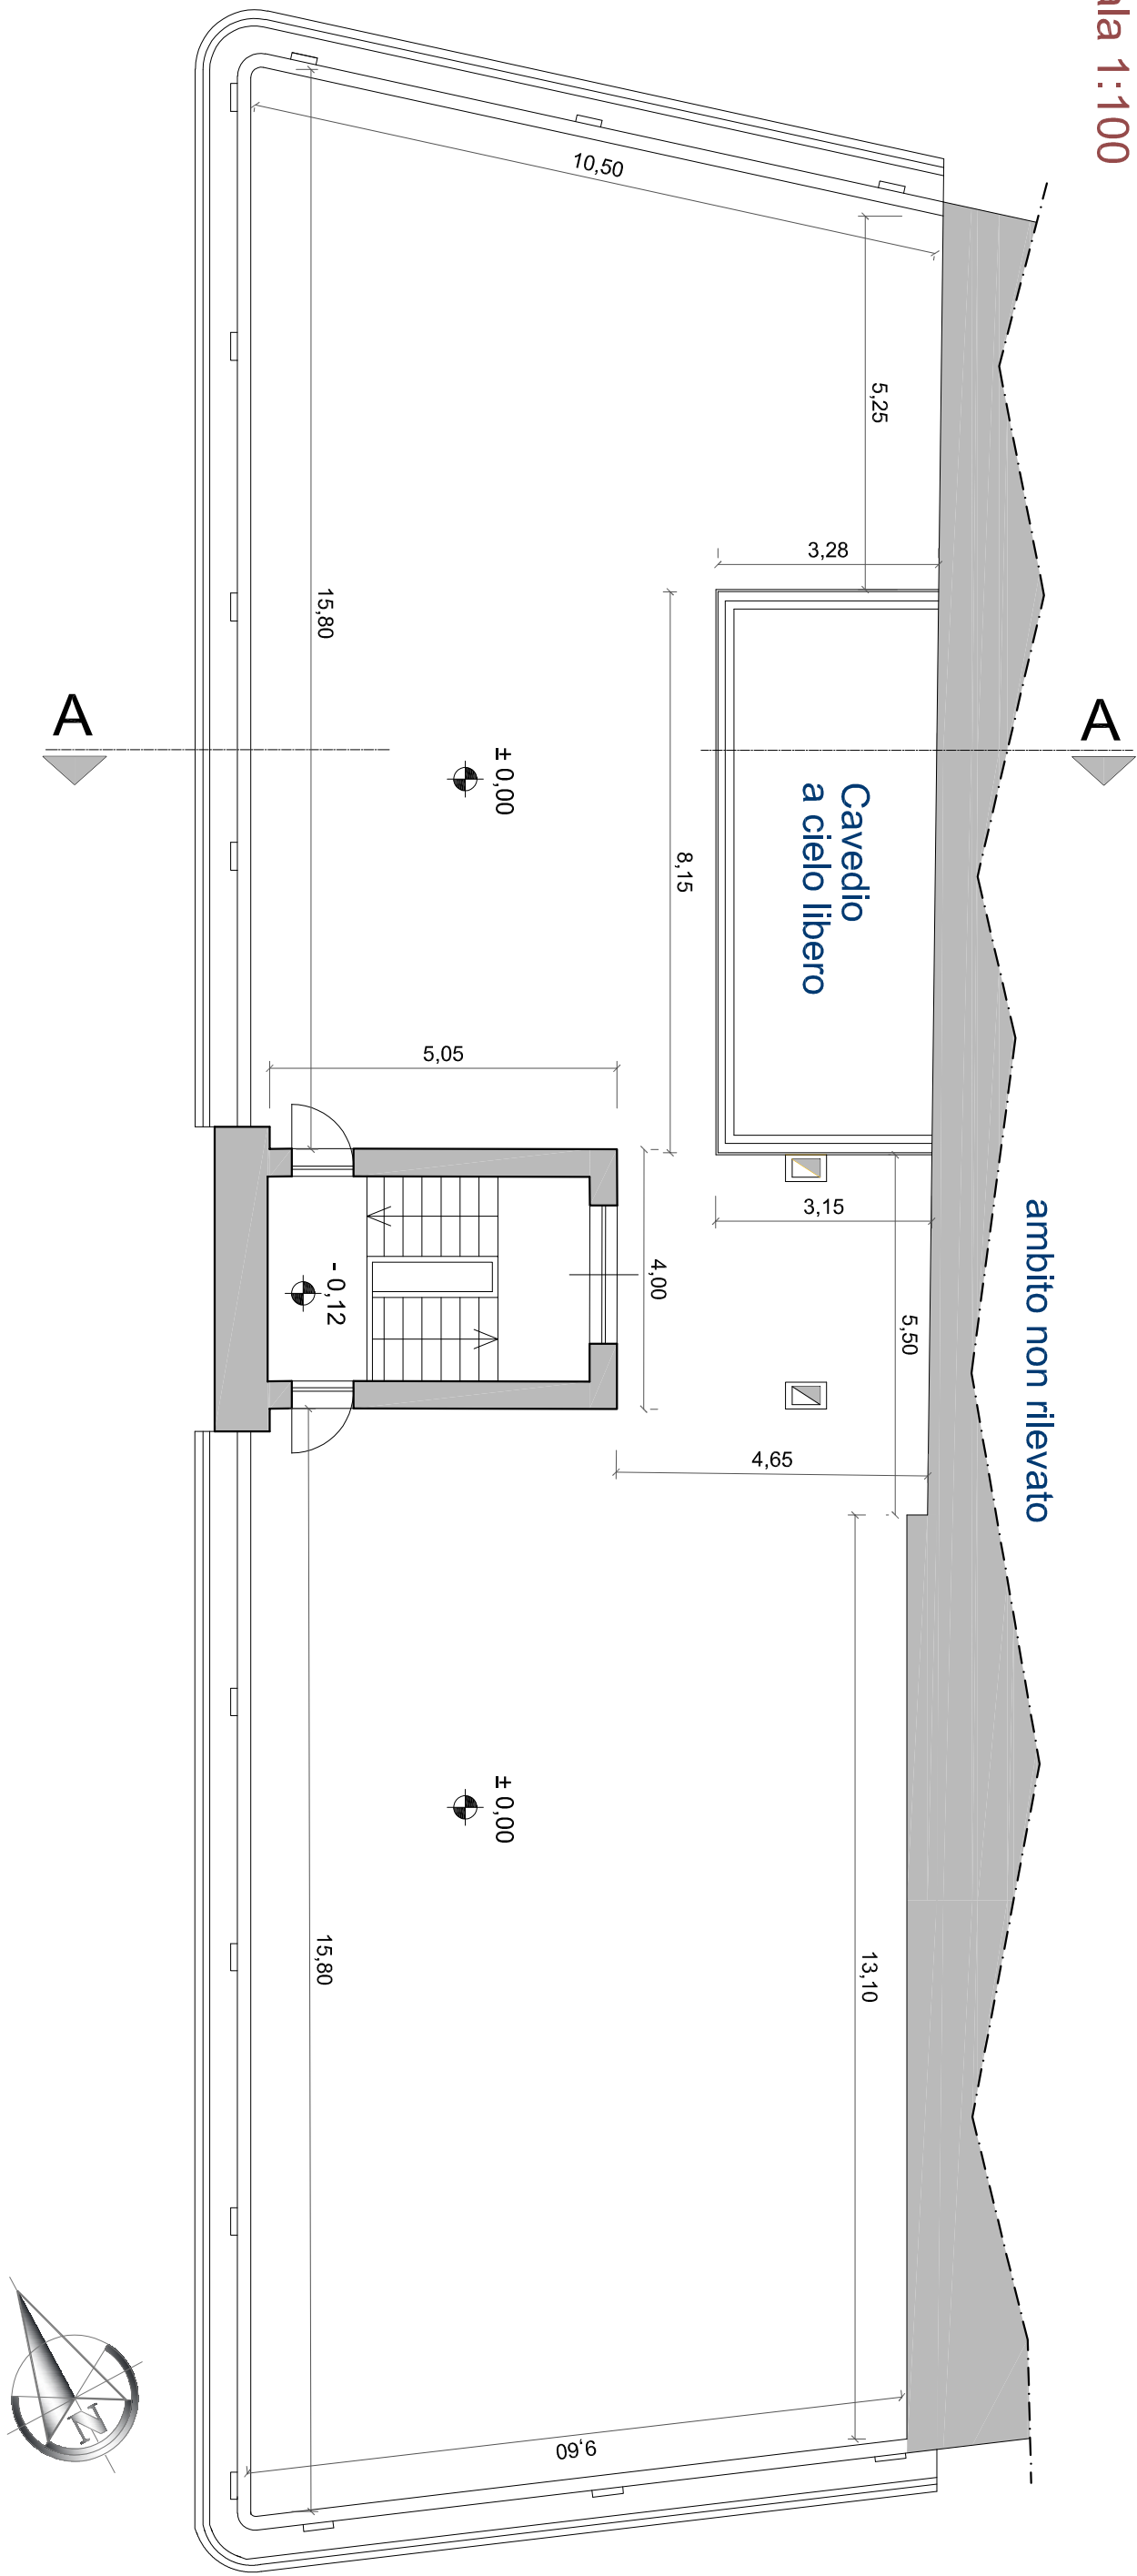 ala 1:100
10,50
5,25
3,28
15,80
A
A
± 0,00
Cavedio
a cielo libero
8,15
5,05
3,15
4,00
- 0,12
5,50
ambito non rilevato
4,65
± 0,00
15,80
13,10
9,60
N